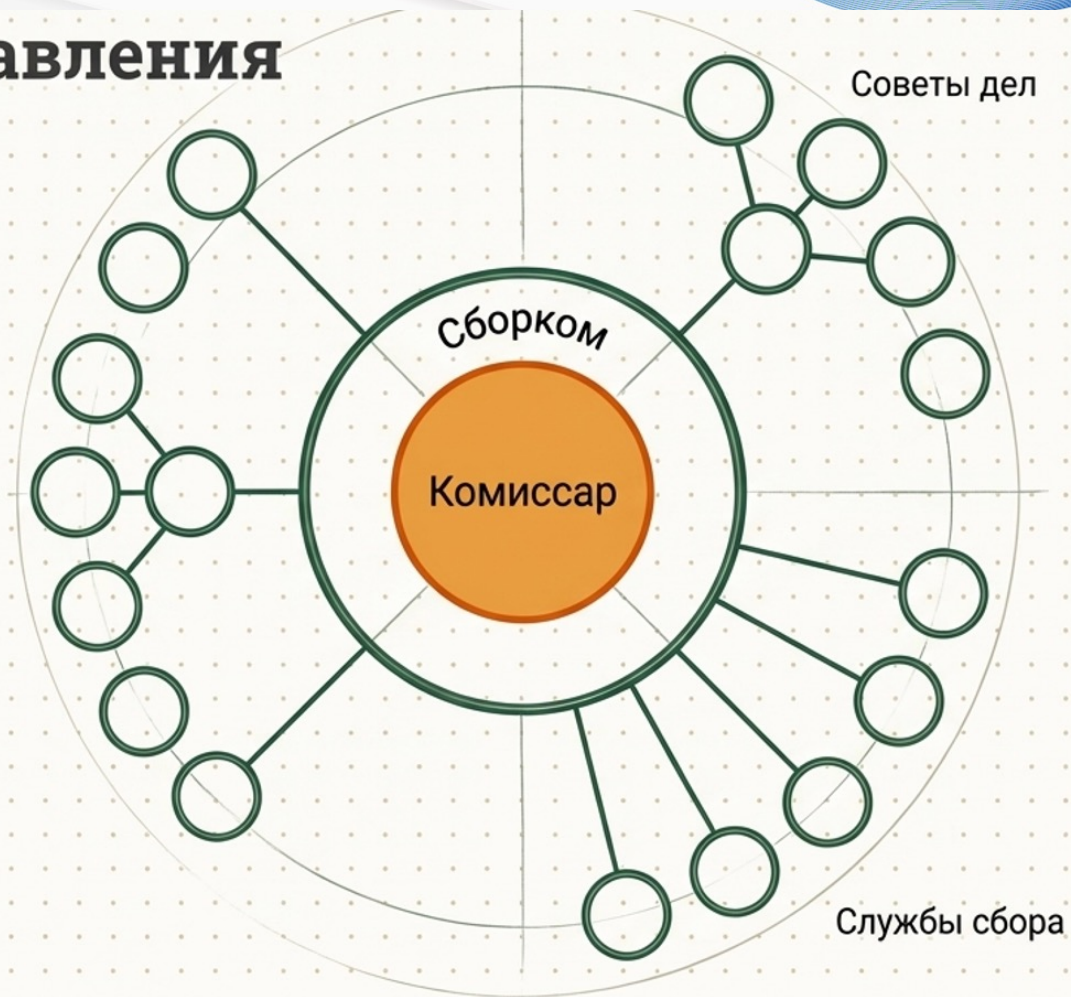 авления
Советы дел
Сборком
Комиссар
Службы сбора